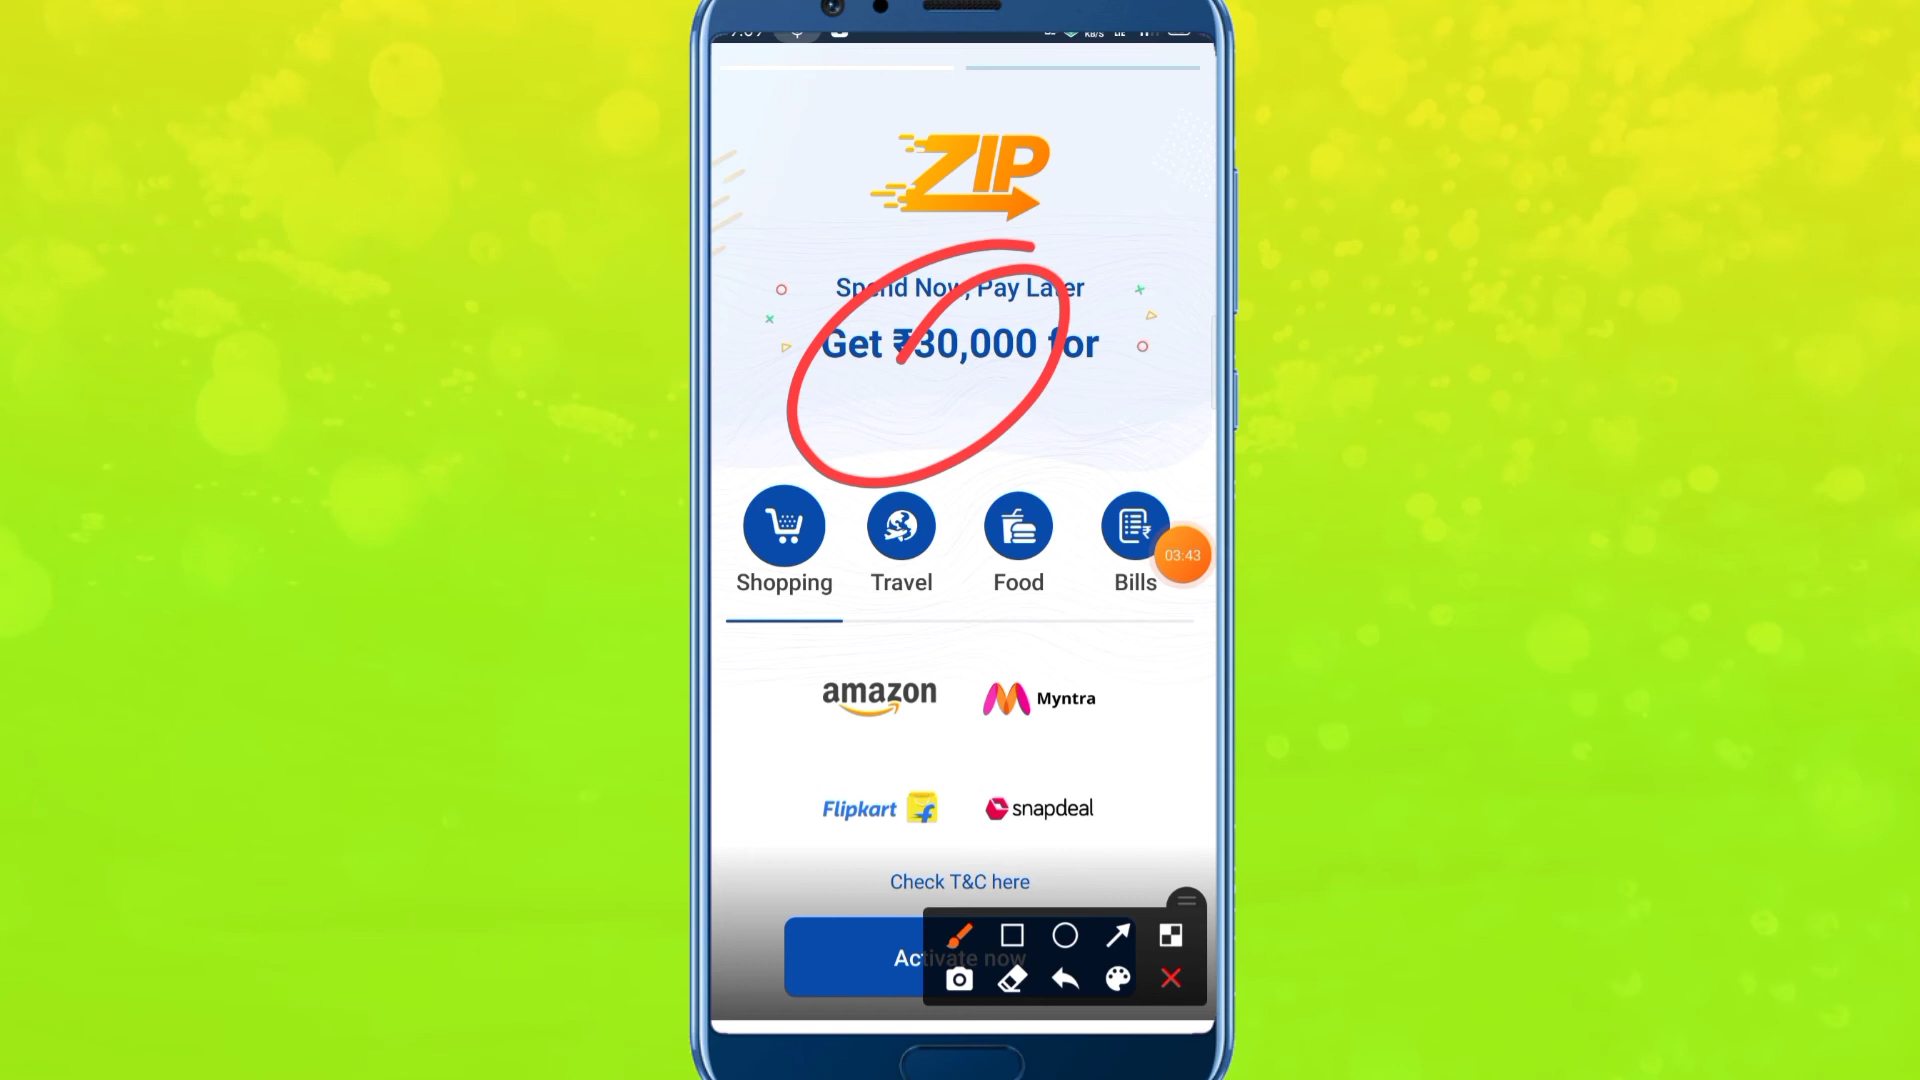 KB/S
ZIP
Spend Now, Pay Later
Get ₹30,000 for
Shopping
Travel
Food
Bills
03:43
amazon
Myntra
Flipkart
snapdeal
Check T&C here
Activate now